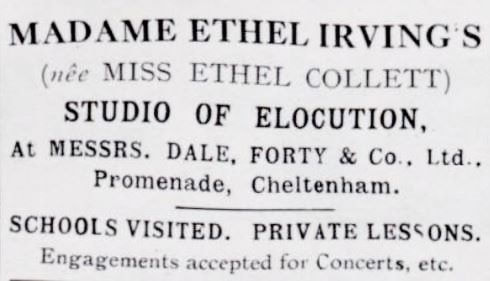 MADAME ETHEL IRVING'S
(née MISS ETHEL COLLETT)
STUDIO OF ELOCUTION,
At MESSRS. DALE, FORTY & Co., Ltd.,
Promenade, Cheltenham.
SCHOOLS VISITED. PRIVATE LESSONS.
Engagements accepted for Concerts, etc.